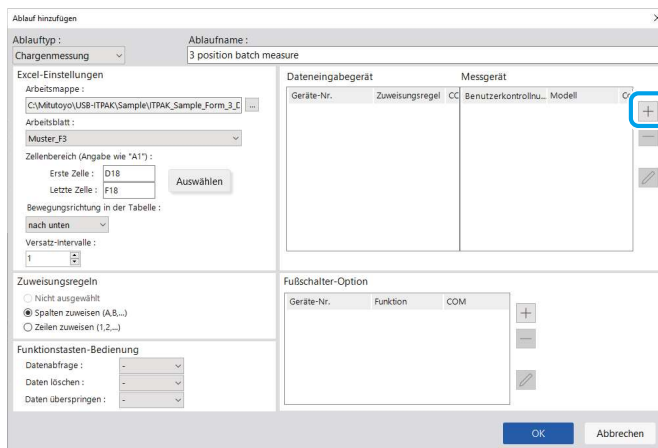 Ablauf hinzufügen
Ablauftyp :
Ablaufname :
Chargenmessung
3 position batch measure
Excel-Einstellungen
Arbeitsmappe :
C:\Mitutoyo\USB-ITPAK\Sample\ITPAK_Sample_Form_3_D
...
Arbeitsblatt :
Muster_F3
Zellenbereich (Angabe wie "A1") :
Erste Zelle : D18
Letzte Zelle : F18
Auswählen
Bewegungsrichtung in der Tabelle :
nach unten
Versatz-Intervalle :
1
Zuweisungsregeln
Nicht ausgewählt
Spalten zuweisen (A,B,...)
Zeilen zuweisen (1,2,...)
Funktionstasten-Bedienung
Datenabfrage : -
Daten löschen : -
Daten überspringen : -
Dateneingabegerät
Messgerät
Geräte-Nr. Zuweisungsregel CC Benutzerkontrollnu... Modell Co
Fußschalter-Option
Geräte-Nr. Funktion COM
OK
Abbrechen